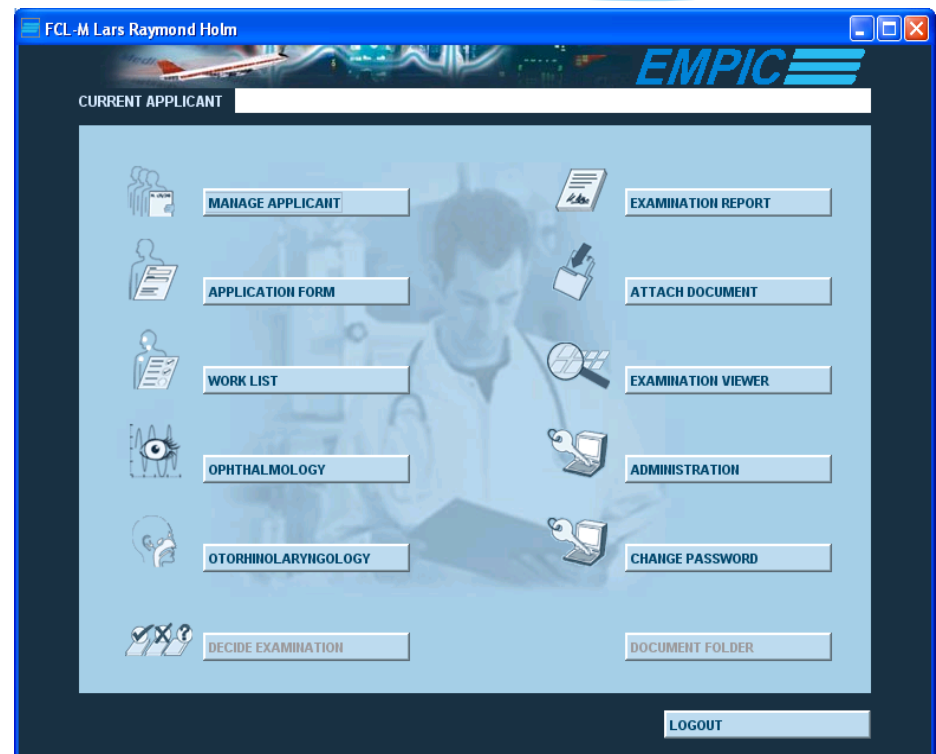 FCL-M Lars Raymond Holm
EMPIC
CURRENT APPLICANT
MANAGE APPLICANT
EXAMINATION REPORT
APPLICATION FORM
ATTACH DOCUMENT
WORK LIST
EXAMINATION VIEWER
OPHTHALMOLOGY
ADMINISTRATION
OTORHINOLARYNGOLOGY
CHANGE PASSWORD
DECIDE EXAMINATION
DOCUMENT FOLDER
LOGOUT